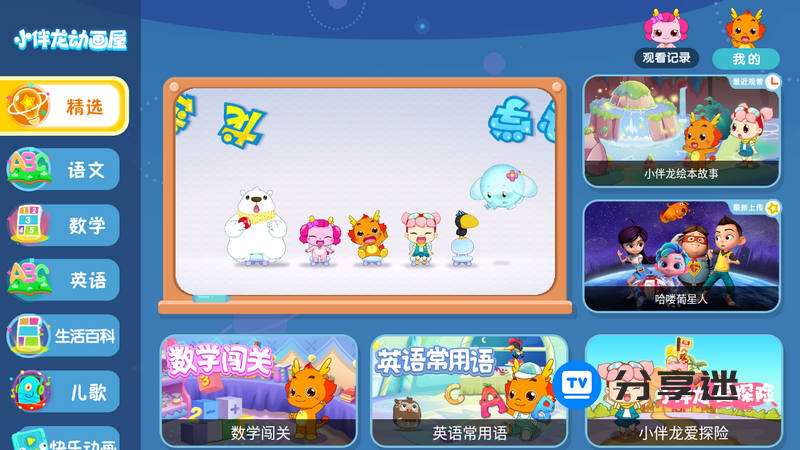 小伴龙动画屋
观看记录
我的
精选
语文
数学
英语
生活百科
儿歌
快乐动画
龙
学
最近观看
小伴龙绘本故事
最新上传
哈喽葡星人
数学闯关
数学闯关
英语常用语
ABC
英语常用语
TV 分享迷
小伴龙爱探险